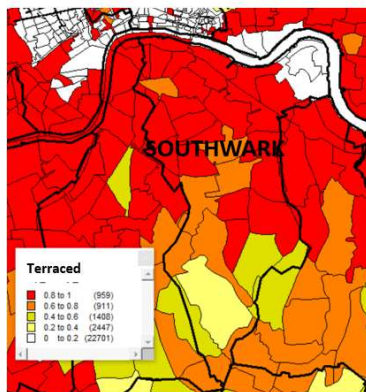 SOUTHWARK
Terraced
0.8 to 1 (959)
0.6 to 0.8 (911)
0.4 to 0.6 (1408)
0.2 to 0.4 (2447)
0 to 0.2 (22701)